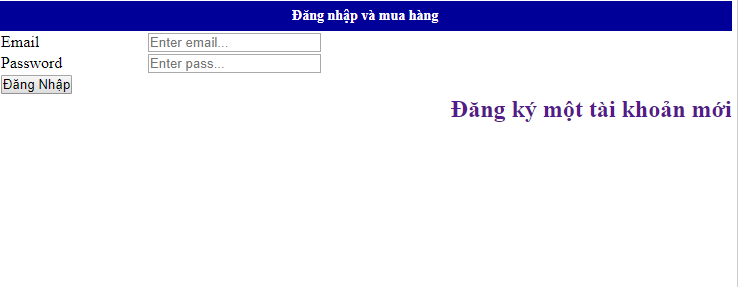 Đăng nhập và mua hàng
Email Enter email...
Password Enter pass...
Đăng Nhập
Đăng ký một tài khoản mới